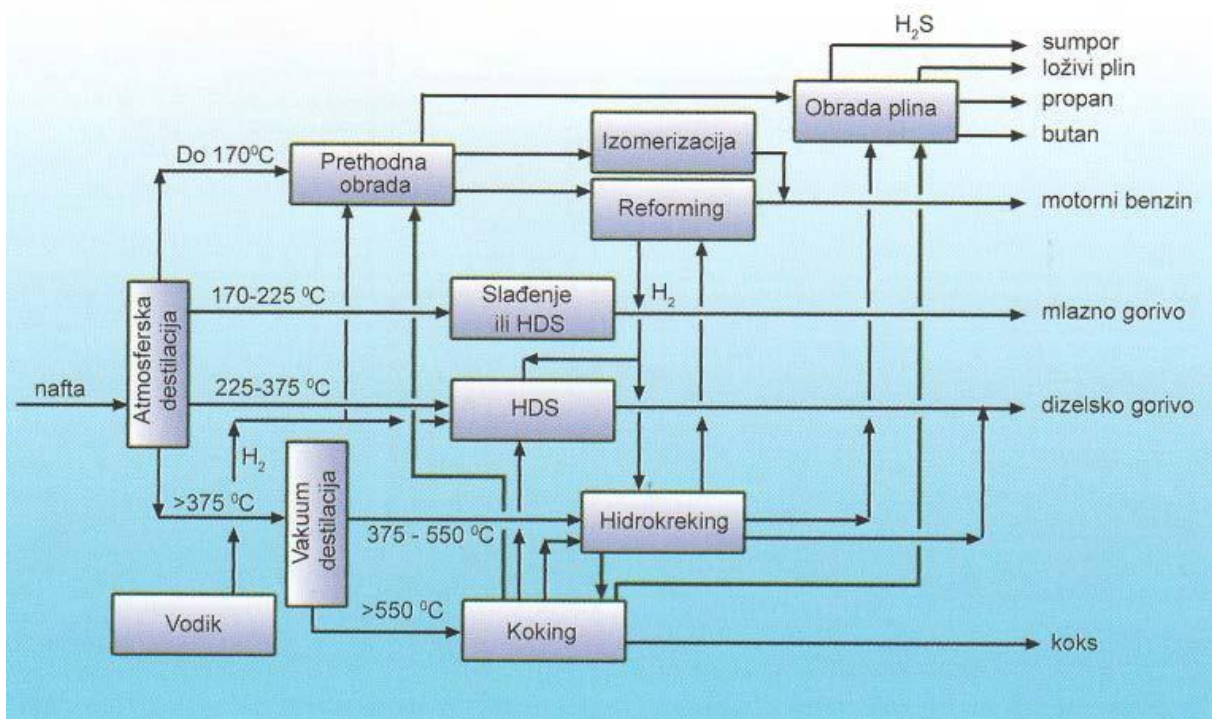 H₂S
sumpor
loživi plin
propan
butan
Obrada plina
Izomerizacija
Do 170⁰C
Prethodna
obrada
Reforming
motorni benzin
H₂
170-225 ⁰C
Slađenje
ili HDS
mlazno gorivo
Atmosferska
destilacija
nafta
225-375 ⁰C
HDS
dizelsko gorivo
H₂
>375 ⁰C
Vakuum
destilacija
375 - 550 ⁰C
Hidrokreking
Vodik
>550 ⁰C
Koking
koks